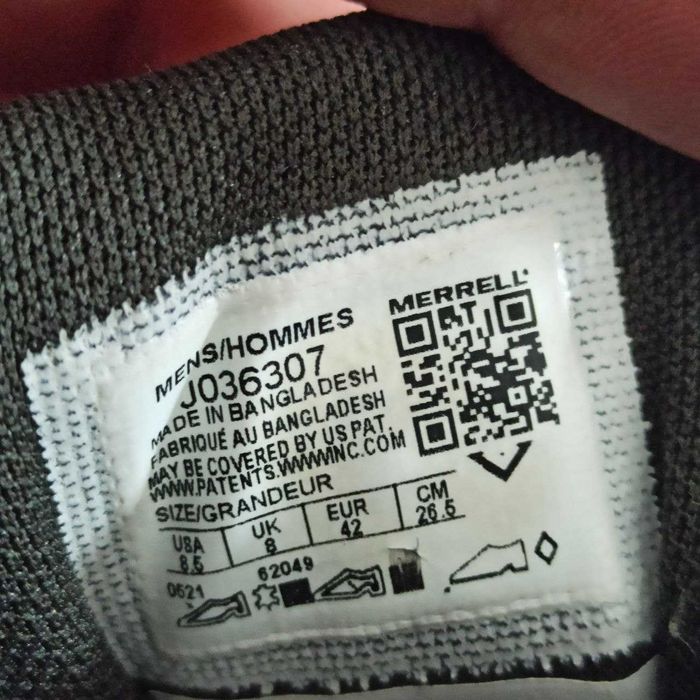 MERRELL
MENS/HOMMES
J036307
MADE IN BANGLADESH
FABRIQUÉ AU BANGLADESH
MAY BE COVERED BY US PAT.
WWW.PATENTS.WWWINC.COM
SIZE/GRANDEUR
USA UK EUR CM
8.5 8 42 26.5
0621 62049